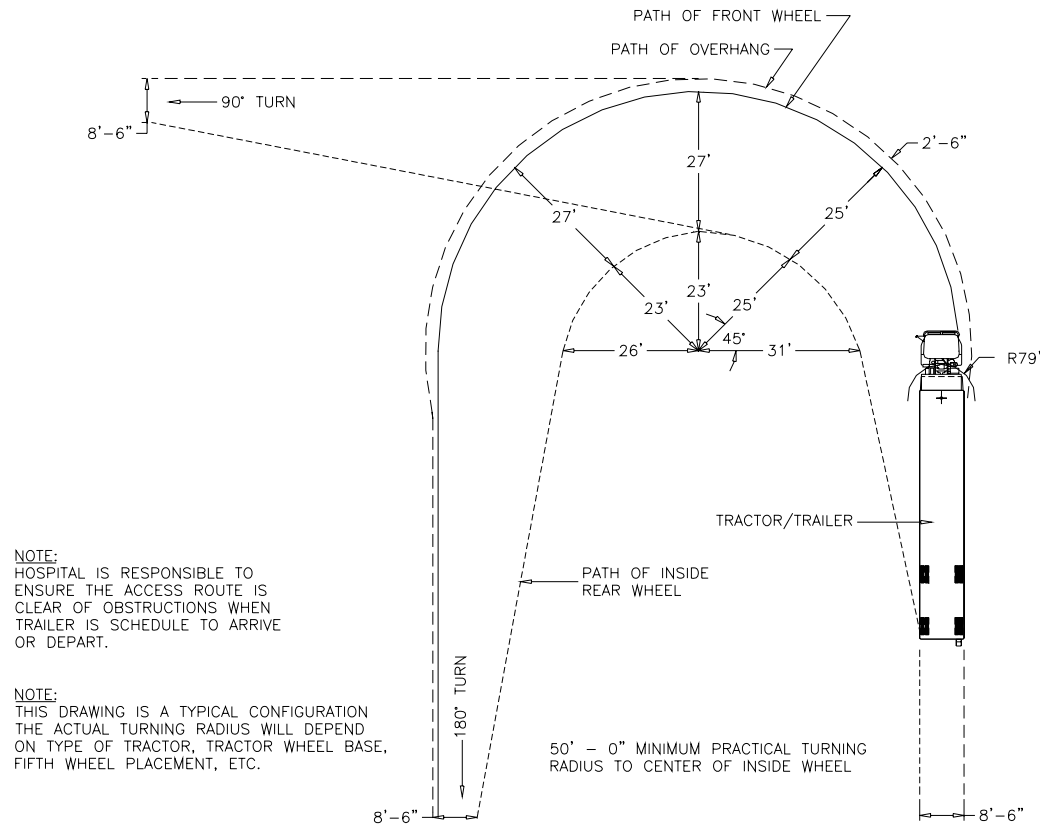 PATH OF FRONT WHEEL
PATH OF OVERHANG
90° TURN
8'-6"
2'-6"
27'
27'
25'
23'
23'
25'
45°
26'
31'
R79'
TRACTOR/TRAILER
PATH OF INSIDE
REAR WHEEL
NOTE:
HOSPITAL IS RESPONSIBLE TO
ENSURE THE ACCESS ROUTE IS
CLEAR OF OBSTRUCTIONS WHEN
TRAILER IS SCHEDULE TO ARRIVE
OR DEPART.
NOTE:
THIS DRAWING IS A TYPICAL CONFIGURATION
THE ACTUAL TURNING RADIUS WILL DEPEND
ON TYPE OF TRACTOR, TRACTOR WHEEL BASE,
FIFTH WHEEL PLACEMENT, ETC.
180° TURN
50' - 0" MINIMUM PRACTICAL TURNING
RADIUS TO CENTER OF INSIDE WHEEL
8'-6"
8'-6"